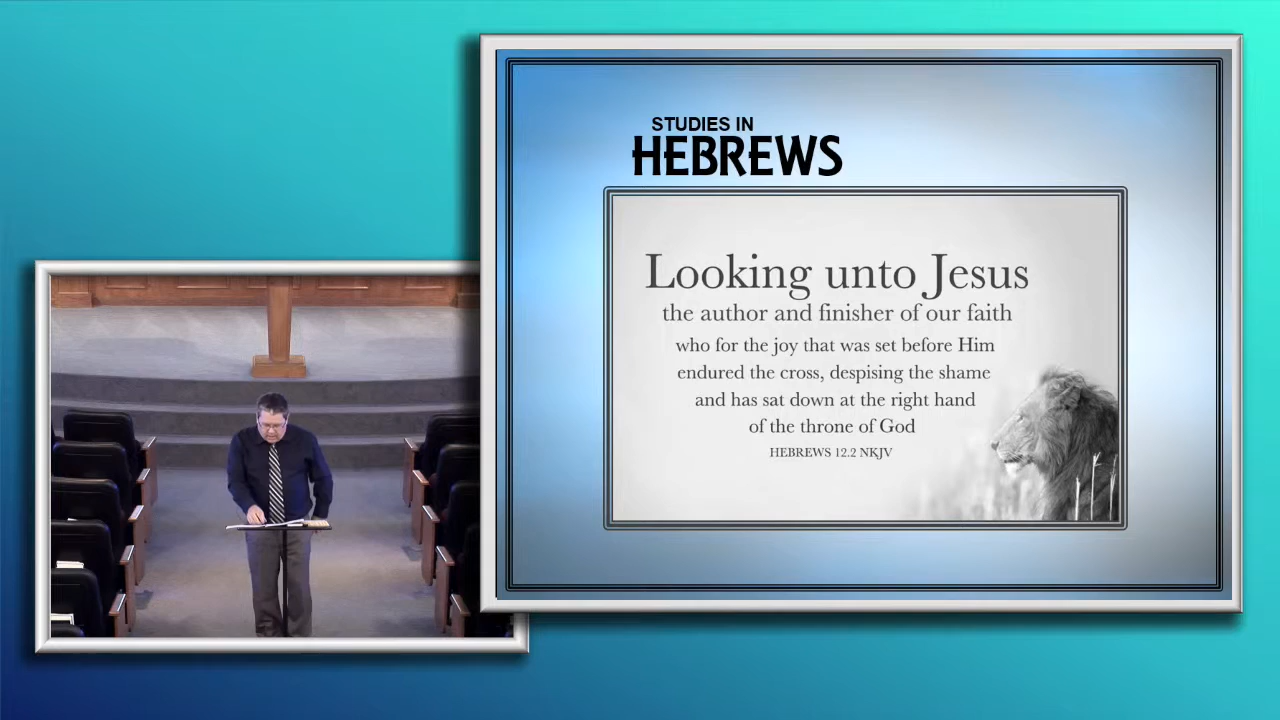 STUDIES IN
HEBREWS
Looking unto Jesus
the author and finisher of our faith
who for the joy that was set before Him
endured the cross, despising the shame
and has sat down at the right hand
of the throne of God
HEBREWS 12.2 NKJV